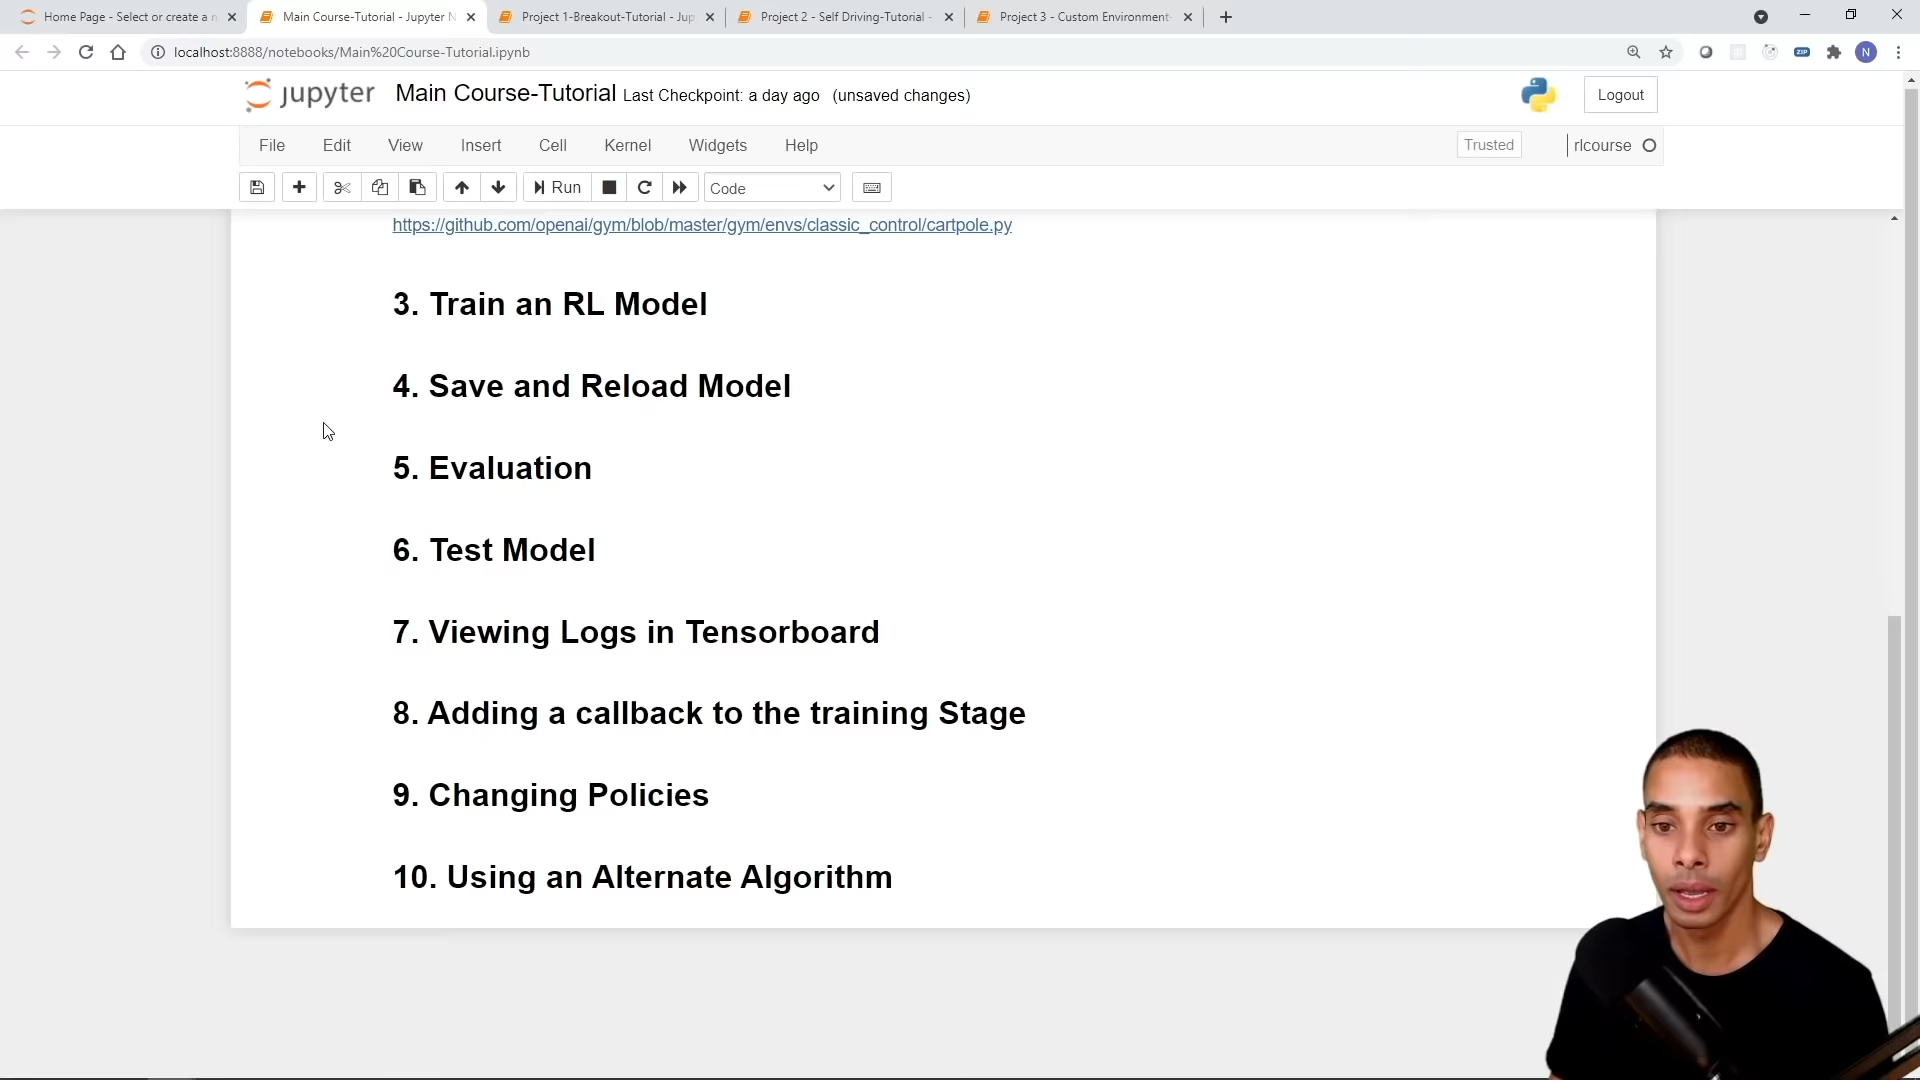 Home Page - Select or create a n
Main Course-Tutorial - Jupyter N
Project 1-Breakout-Tutorial - Jup
Project 2 - Self Driving-Tutorial -
Project 3 - Custom Environment-
localhost:8888/notebooks/Main%20Course-Tutorial.ipynb
ZIP
N
jupyter
Main Course-Tutorial Last Checkpoint: a day ago (unsaved changes)
Logout
File Edit View Insert Cell Kernel Widgets Help
Trusted
rlcourse
Run
Code
https://github.com/openai/gym/blob/master/gym/envs/classic_control/cartpole.py
3. Train an RL Model
4. Save and Reload Model
5. Evaluation
6. Test Model
7. Viewing Logs in Tensorboard
8. Adding a callback to the training Stage
9. Changing Policies
10. Using an Alternate Algorithm